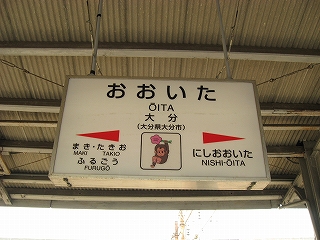 おおいた
ŌITA
大分
(大分県大分市)
まき・たきお
MAKI TAKIO
ふるごう
FURUGŌ
にしおおいた
NISHI-ŌITA